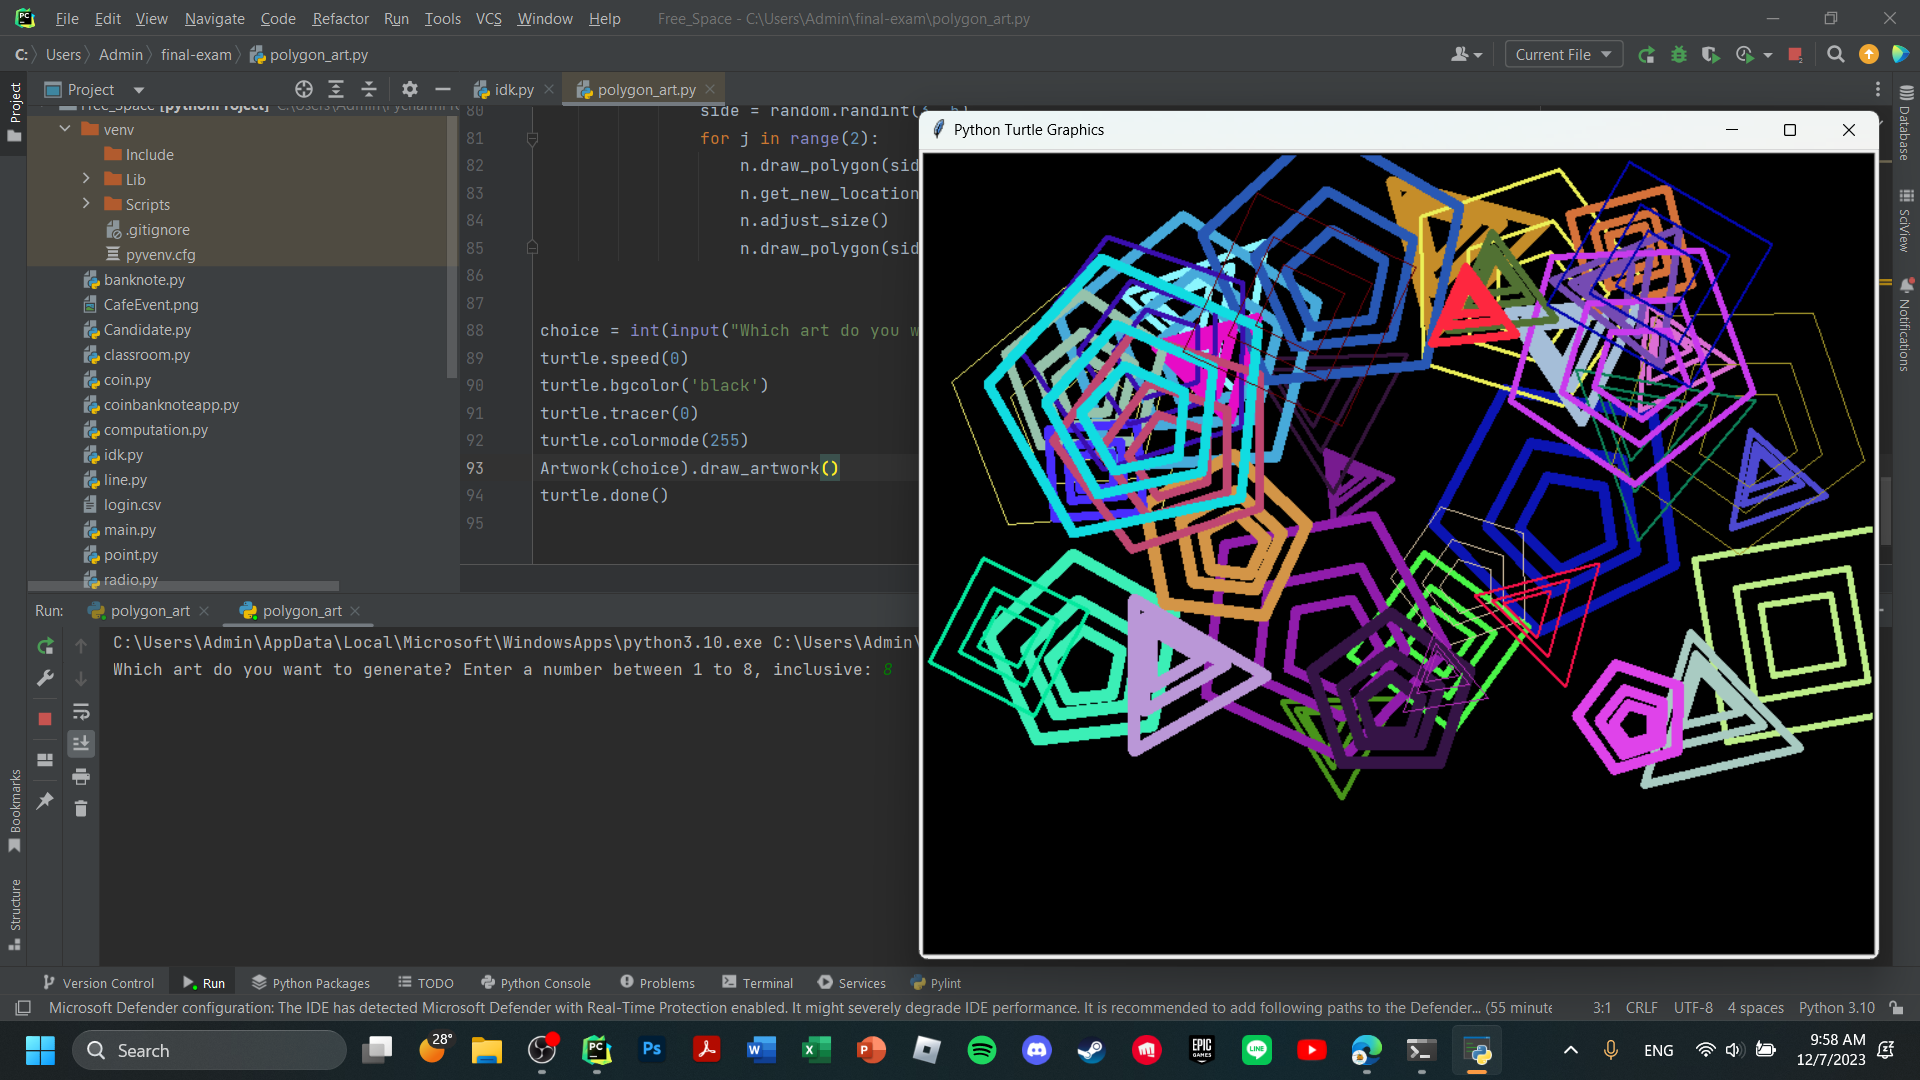 File Edit View Navigate Code Refactor Run Tools VCS Window Help Free_Space - C:\Users\Admin\final-exam\polygon_art.py
C: Users Admin final-exam polygon_art.py
Current File
Project
idk.py
polygon_art.py
venv
Include
Lib
Scripts
.gitignore
pyvenv.cfg
banknote.py
CafeEvent.png
Candidate.py
classroom.py
coin.py
coinbanknoteapp.py
computation.py
idk.py
line.py
login.csv
main.py
point.py
radio.py
80 side = random.randint(3
81 for j in range(2):
82 n.draw_polygon(sid
83 n.get_new_location
84 n.adjust_size()
85 n.draw_polygon(sid
86
87
88 choice = int(input("Which art do you w
89 turtle.speed(0)
90 turtle.bgcolor('black')
91 turtle.tracer(0)
92 turtle.colormode(255)
93 Artwork(choice).draw_artwork()
94 turtle.done()
95
Python Turtle Graphics
Project
Bookmarks
Structure
Database
SciView
Notifications
Run: polygon_art polygon_art
C:\Users\Admin\AppData\Local\Microsoft\WindowsApps\python3.10.exe C:\Users\Admin\
Which art do you want to generate? Enter a number between 1 to 8, inclusive: 8
Version Control Run Python Packages TODO Python Console Problems Terminal Services Pylint
Microsoft Defender configuration: The IDE has detected Microsoft Defender with Real-Time Protection enabled. It might severely degrade IDE performance. It is recommended to add following paths to the Defender... (55 minute 3:1 CRLF UTF-8 4 spaces Python 3.10
Search
28°
ENG
9:58 AM
12/7/2023